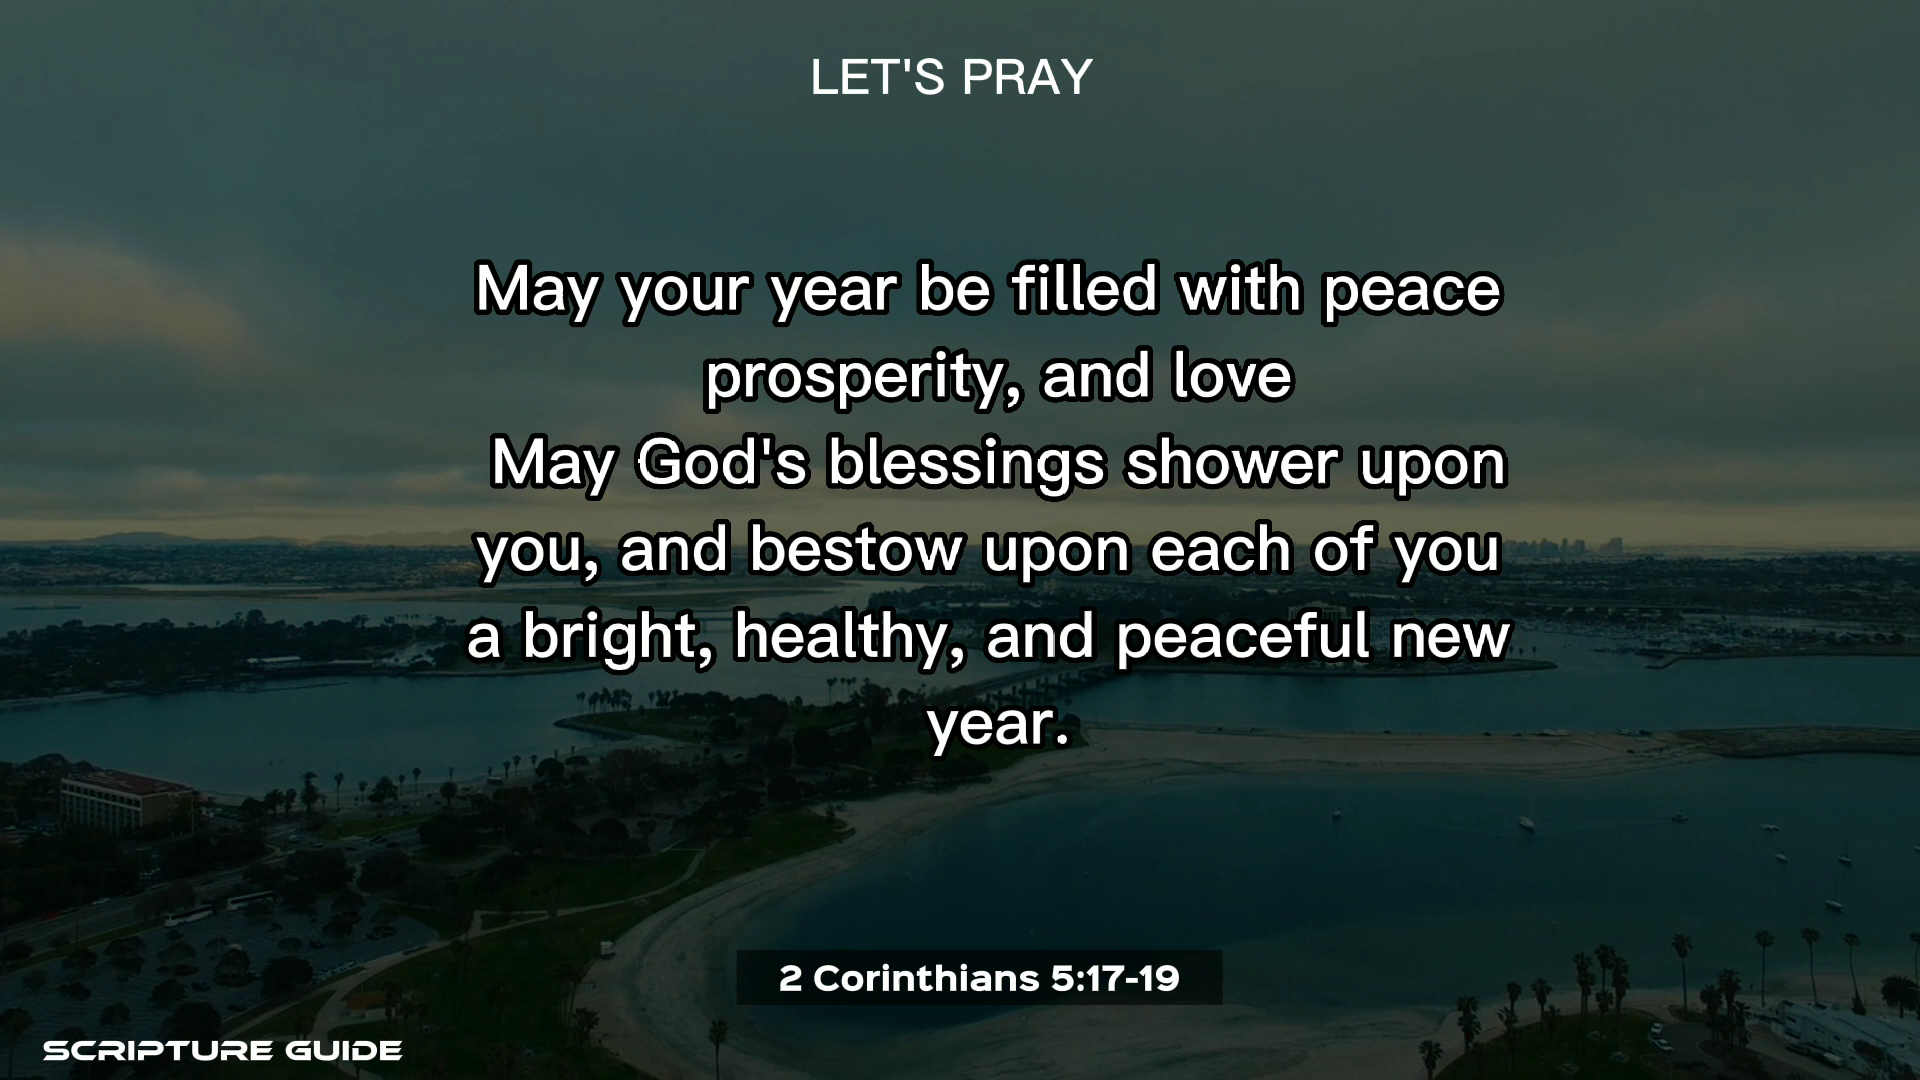 LET'S PRAY
May your year be filled with peace
prosperity, and love
May God's blessings shower upon
you, and bestow upon each of you
a bright, healthy, and peaceful new
year.
2 Corinthians 5:17-19
SCRIPTURE GUIDE